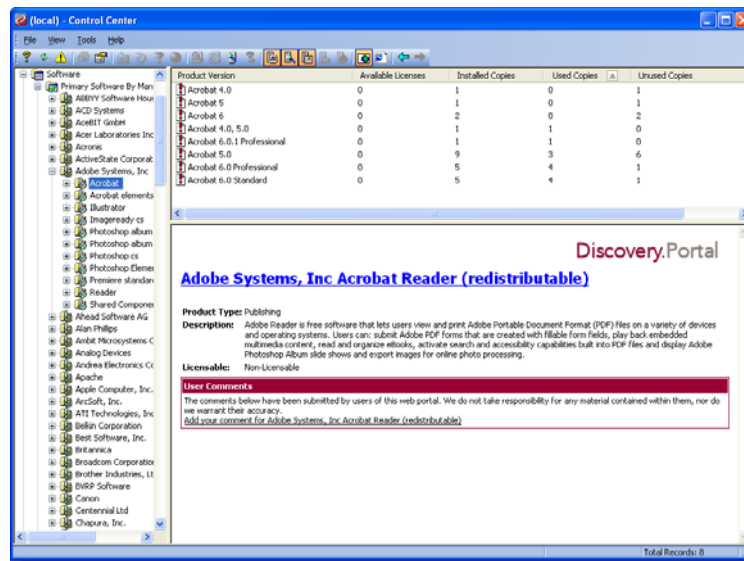 (local) - Control Center
File View Tools Help
Software
Primary Software By Man
ABBYY Software Hous
ACD Systems
AceBIT GmbH
Acer Laboratories Inc
Acronis
ActiveState Corporat
Adobe Systems, Inc
Acrobat
Acrobat elements
Illustrator
Imageready cs
Photoshop album
Photoshop album
Photoshop cs
Photoshop Elemer
Premiere standard
Reader
Shared Componer
Ahead Software AG
Alan Phillips
Ambit Microsystems C
Analog Devices
Andrea Electronics Co
Apache
Apple Computer, Inc.
ArcSoft, Inc.
ATI Technologies, Inc
Belkin Corporation
Best Software, Inc.
Britannica
Broadcom Corporation
Brother Industries, Lt
BVRP Software
Canon
Centennial Ltd
Chapura, Inc.
Product Version Available Licenses Installed Copies Used Copies Unused Copies
Acrobat 4.0 0 1 0 1
Acrobat 5 0 1 0 1
Acrobat 6 0 2 0 2
Acrobat 4.0, 5.0 0 1 1 0
Acrobat 6.0.1 Professional 0 1 1 0
Acrobat 5.0 0 9 3 6
Acrobat 6.0 Professional 0 5 4 1
Acrobat 6.0 Standard 0 5 4 1
Discovery.Portal
Adobe Systems, Inc Acrobat Reader (redistributable)
Product Type: Publishing
Description: Adobe Reader is free software that lets users view and print Adobe Portable Document Format (PDF) files on a variety of devices
and operating systems. Users can: submit Adobe PDF forms that are created with fillable form fields, play back embedded
multimedia content, read and organize eBooks, activate search and accessibility capabilities built into PDF files and display Adobe
Photoshop Album slide shows and export images for online photo processing.
Licensable: Non-Licensable
User Comments
The comments below have been submitted by users of this web portal. We do not take responsibility for any material contained within them, nor do
we warrant their accuracy.
Add your comment for Adobe Systems, Inc Acrobat Reader (redistributable)
Total Records: 8